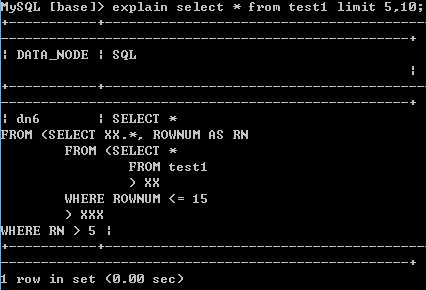 MySQL [base]> explain select * from test1 limit 5,10;
+-----------+----------------------------------
----------------------------------------------+
| DATA_NODE | SQL
                                              |
+-----------+----------------------------------
----------------------------------------------+
| dn6       | SELECT *
FROM (SELECT XX.*, ROWNUM AS RN
        FROM (SELECT *
                FROM test1
                ) XX
        WHERE ROWNUM <= 15
        ) XXX
WHERE RN > 5 |
+-----------+----------------------------------
----------------------------------------------+
1 row in set (0.00 sec)